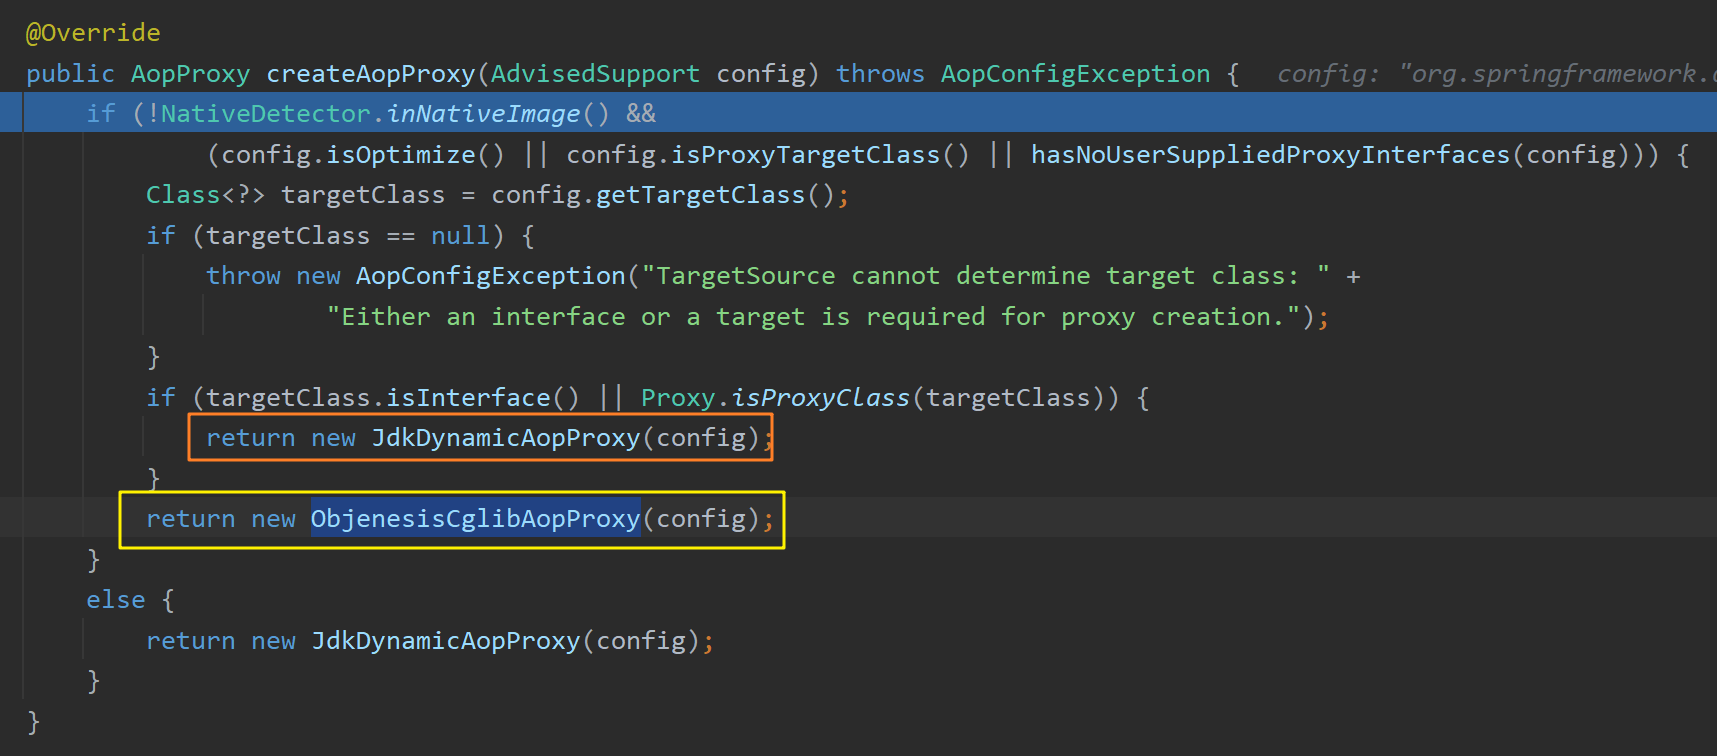 @Override
public AopProxy createAopProxy(AdvisedSupport config) throws AopConfigException {   config: "org.springframework.
if (!NativeDetector.inNativeImage() &&
(config.isOptimize() || config.isProxyTargetClass() || hasNoUserSuppliedProxyInterfaces(config))) {
Class<?> targetClass = config.getTargetClass();
if (targetClass == null) {
throw new AopConfigException("TargetSource cannot determine target class: " +
"Either an interface or a target is required for proxy creation.");
}
if (targetClass.isInterface() || Proxy.isProxyClass(targetClass)) {
return new JdkDynamicAopProxy(config);
}
return new ObjenesisCglibAopProxy(config);
}
else {
return new JdkDynamicAopProxy(config);
}
}